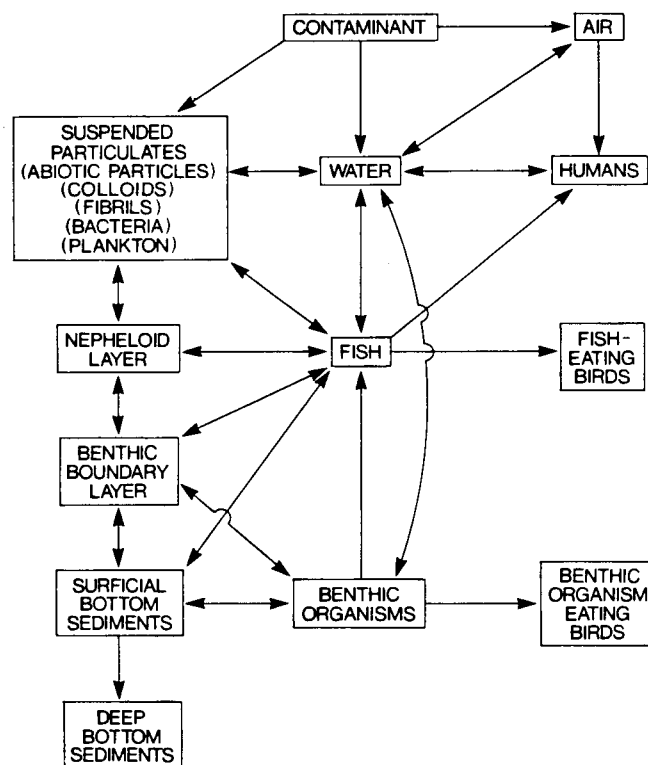 CONTAMINANT
AIR
SUSPENDED
PARTICULATES
(ABIOTIC PARTICLES)
(COLLOIDS)
(FIBRILS)
(BACTERIA)
(PLANKTON)
WATER
HUMANS
NEPHELOID
LAYER
FISH
FISH-
EATING
BIRDS
BENTHIC
BOUNDARY
LAYER
SURFICIAL
BOTTOM
SEDIMENTS
BENTHIC
ORGANISMS
BENTHIC
ORGANISM
EATING
BIRDS
DEEP
BOTTOM
SEDIMENTS